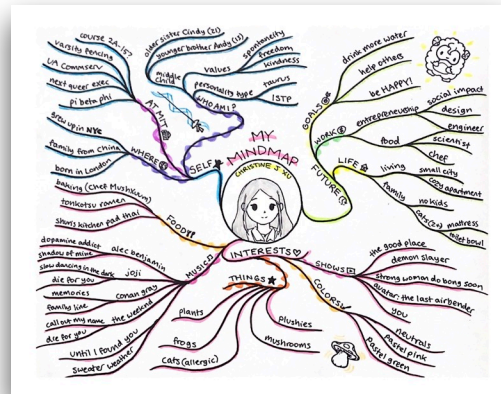 MY
MINDMAP
CHRISTINE J XU
SELF
WHO AM I?
middle
child
older sister Cindy (21)
younger brother Andy (13)
values
spontaneity
freedom
kindness
personality type
taurus
ISTP
AT MIT
course 2A-15?
varsity fencing
UA Commserv
next queer exec
pi beta phi
WHERE
grew up in NYC
family from China
born in London
FOOD
baking (Chef Mushkum)
tonkotsu ramen
shun's kitchen pad thai
INTERESTS
MUSIC
alec benjamin
dopamine addict
shadow of mine
joji
slow dancing in the dark
die for you
conan gray
memories
family line
the weeknd
call out my name
die for you
until I found you
sweater weather
THINGS
plants
frogs
cats (allergic)
mushrooms
plushies
COLORS
neutrals
pastel pink
pastel green
SHOWS
the good place
demon slayer
strong woman do bong soon
avatar: the last airbender
you
FUTURE
GOALS
drink more water
help others
be HAPPY!
WORK
entrepreneurship
social impact
design
engineer
food
scientist
chef
LIFE
living
small city
copy apartment
family
no kids
cats (20)
mattress
toilet bowl